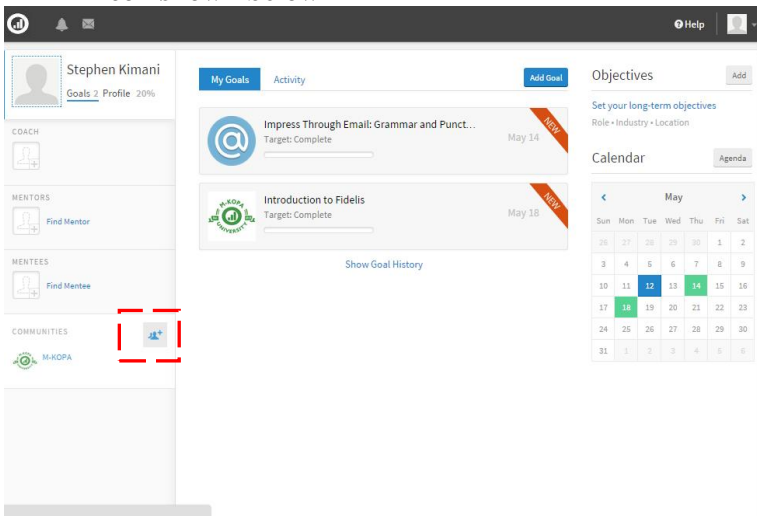 Help
Stephen Kimani
Goals 2 Profile 20%
COACH
MENTORS
Find Mentor
MENTEES
Find Mentee
COMMUNITIES
M-KOPA
My Goals Activity Add Goal
Impress Through Email: Grammar and Punct...
Target: Complete
May 14
NEW
M-KOPA UNIVERSITY
Introduction to Fidelis
Target: Complete
May 18
NEW
Show Goal History
Objectives Add
Set your long-term objectives
Role • Industry • Location
Calendar Agenda
May
Sun Mon Tue Wed Thu Fri Sat
26 27 28 29 30 1 2
3 4 5 6 7 8 9
10 11 12 13 14 15 16
17 18 19 20 21 22 23
24 25 26 27 28 29 30
31 1 2 3 4 5 6